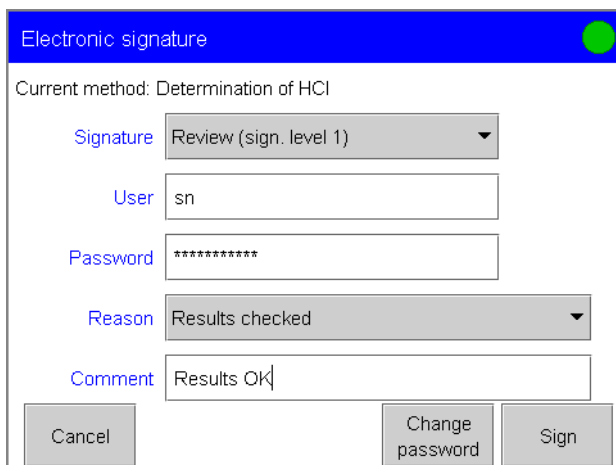 Electronic signature
Current method: Determination of HCl
Signature Review (sign. level 1)
User sn
Password ***********
Reason Results checked
Comment Results OK
Cancel
Change
password
Sign